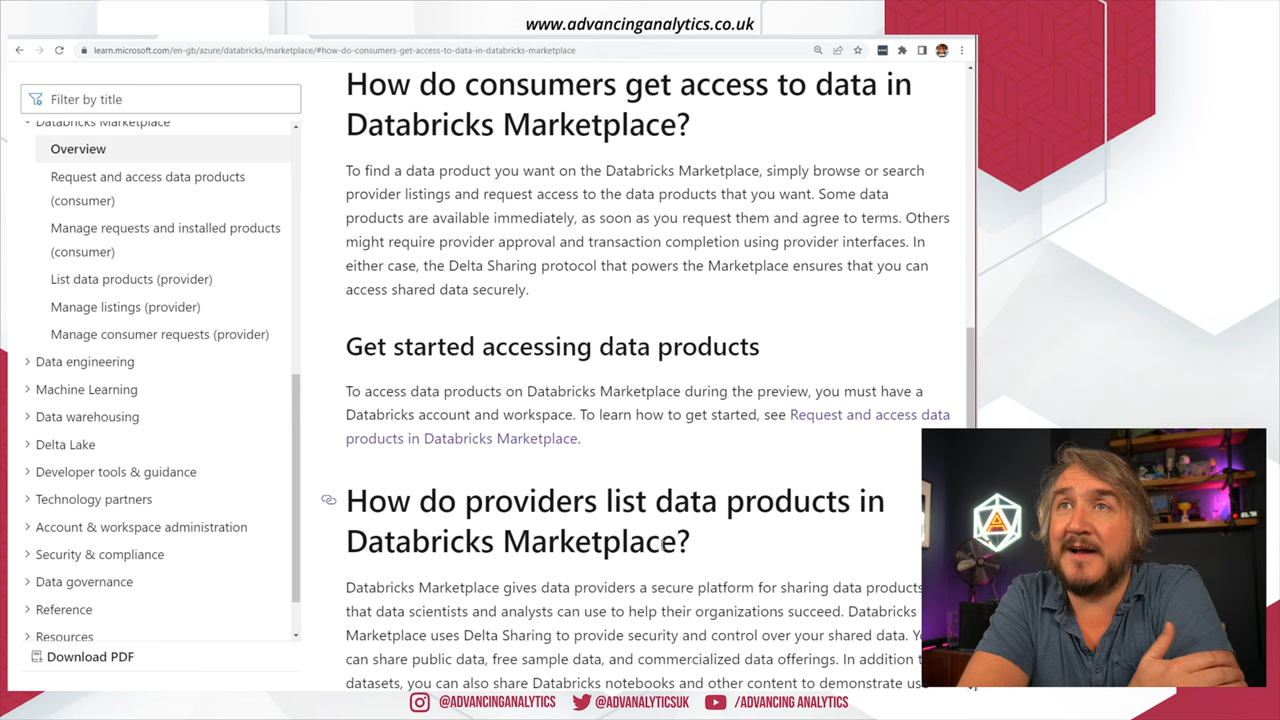 www.advancinganalytics.co.uk
learn.microsoft.com/en-gb/azure/databricks/marketplace/#how-do-consumers-get-access-to-data-in-databricks-marketplace
Filter by title
Databricks Marketplace
Overview
Request and access data products
(consumer)
Manage requests and installed products
(consumer)
List data products (provider)
Manage listings (provider)
Manage consumer requests (provider)
Data engineering
Machine Learning
Data warehousing
Delta Lake
Developer tools & guidance
Technology partners
Account & workspace administration
Security & compliance
Data governance
Reference
Resources
Download PDF
How do consumers get access to data in
Databricks Marketplace?
To find a data product you want on the Databricks Marketplace, simply browse or search
provider listings and request access to the data products that you want. Some data
products are available immediately, as soon as you request them and agree to terms. Others
might require provider approval and transaction completion using provider interfaces. In
either case, the Delta Sharing protocol that powers the Marketplace ensures that you can
access shared data securely.
Get started accessing data products
To access data products on Databricks Marketplace during the preview, you must have a
Databricks account and workspace. To learn how to get started, see Request and access data
products in Databricks Marketplace.
How do providers list data products in
Databricks Marketplace?
Databricks Marketplace gives data providers a secure platform for sharing data products
that data scientists and analysts can use to help their organizations succeed. Databricks
Marketplace uses Delta Sharing to provide security and control over your shared data.
can share public data, free sample data, and commercialized data offerings. In addition
datasets, you can also share Databricks notebooks and other content to demonstrate use
@ADVANCINGANALYTICS
@ADVANALYTICSUK
/ADVANCING ANALYTICS